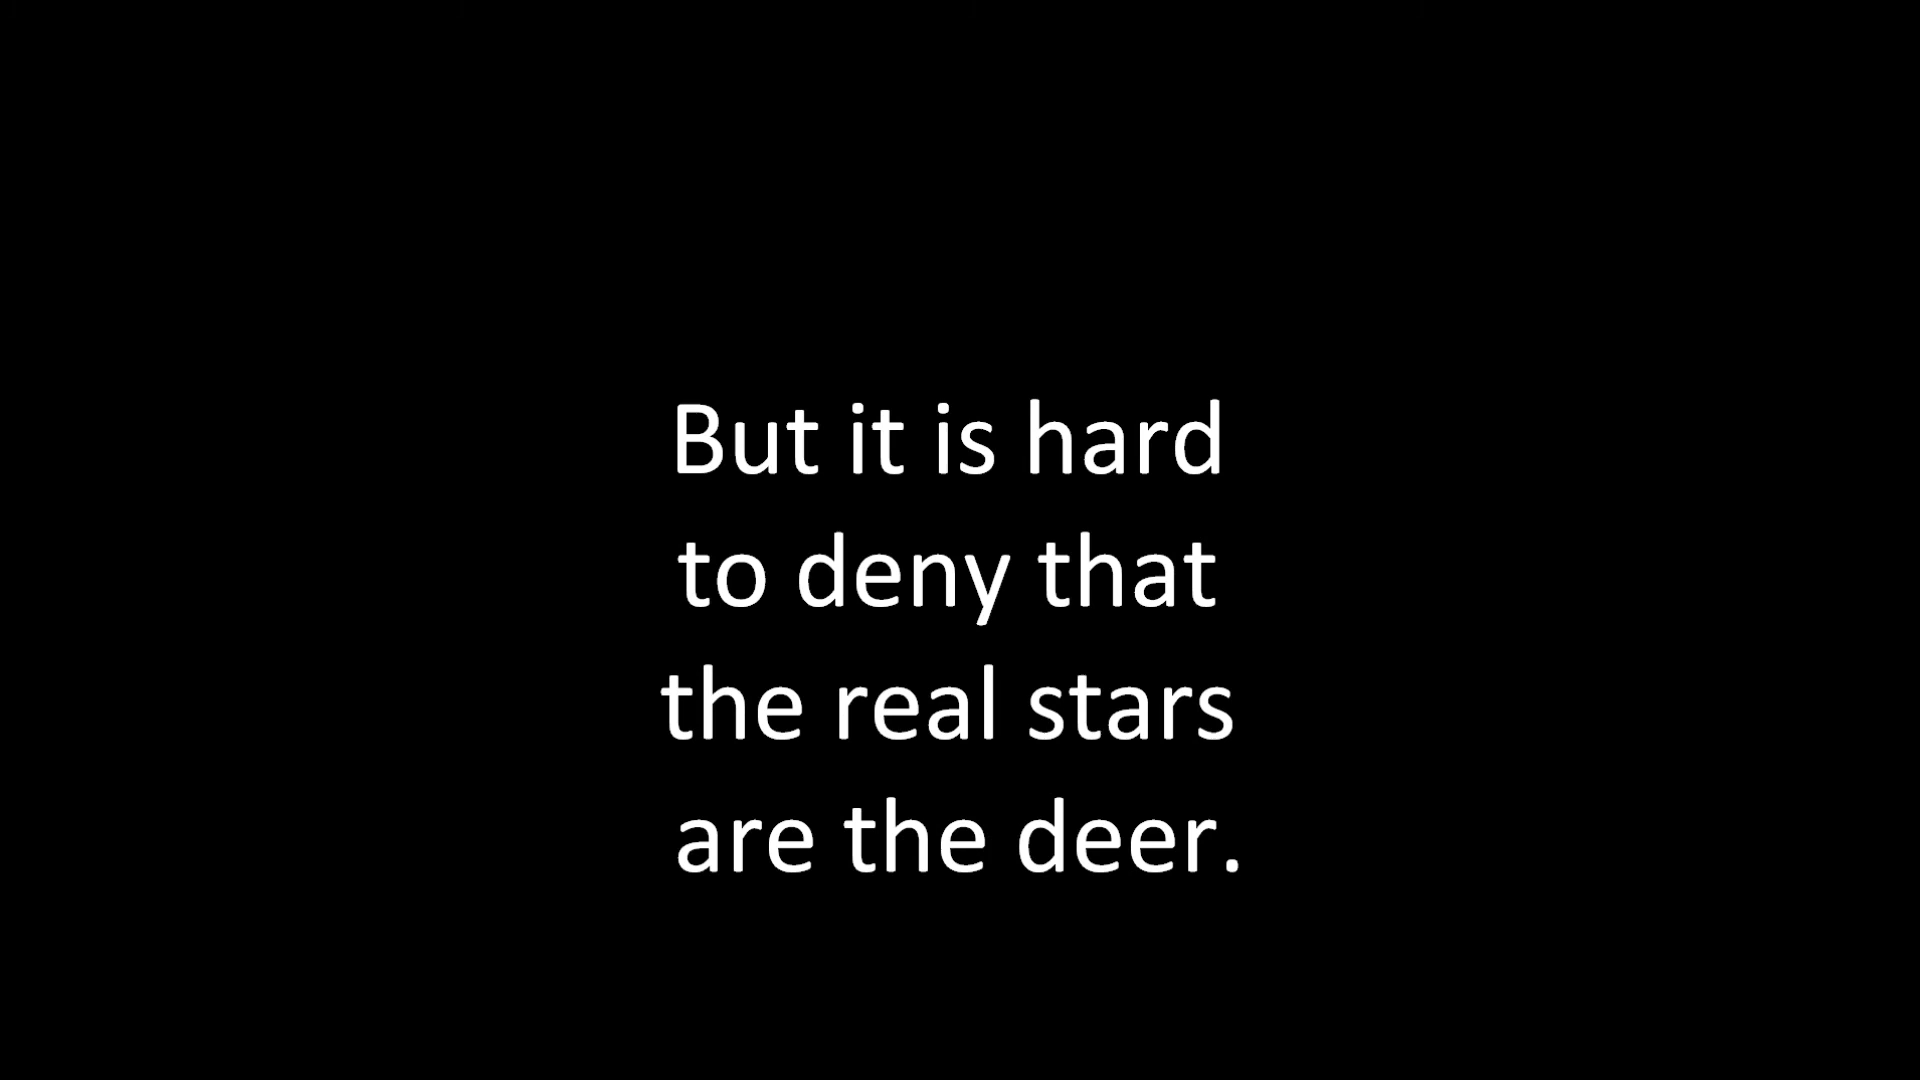 But it is hard
to deny that
the real stars
are the deer.